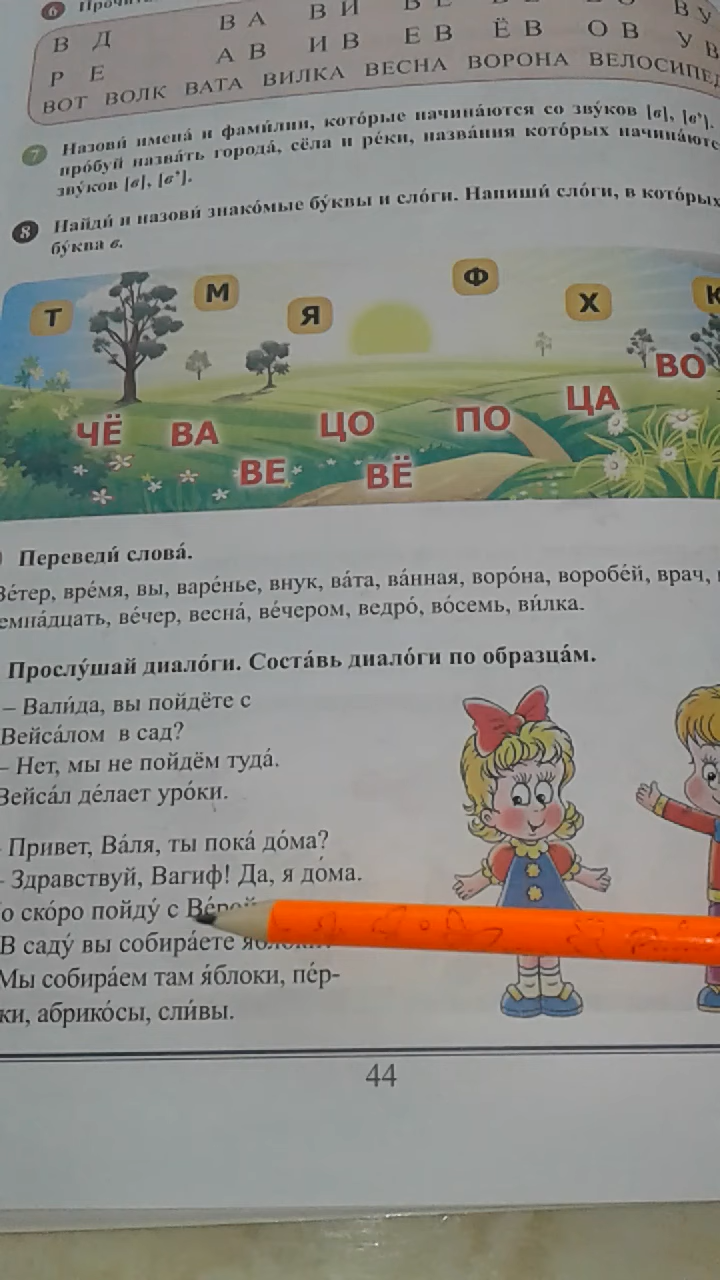 6
В Д ВА ВИ ВУ
Р Е АВ ИВ ЕВ ЁВ ОВ УВ
ВОТ ВОЛК ВАТА ВИЛКА ВЕСНА ВОРОНА ВЕЛОСИПЕД
7 Назови́ имена́ и фами́лии, кото́рые начина́ются со зву́ков [в], [в’].
про́буй назва́ть города́, сёла и ре́ки, назва́ния кото́рых
зву́ков [в], [в’].
8 Найди́ и назови́ знако́мые бу́квы и сло́ги. Напиши́ сло́ги, в кото́рых
бу́ква в.
Т М Я Ф Х
ЧЁ ВА ЦО ПО ЦА ВО
ВЕ ВЁ
Переведи́ слова́.
Ве́тер, вре́мя, вы, варе́нье, внук, ва́та, ва́нная, воро́на, воробе́й, врач,
емна́дцать, ве́чер, весна́, ве́чером, ведро́, во́семь, ви́лка.
Прослу́шай диало́ги. Соста́вь диало́ги по образца́м.
– Вали́да, вы пойдёте с
Вейса́лом в сад?
– Нет, мы не пойдём туда́.
Вейса́л де́лает уро́ки.
- Привет, Ва́ля, ты пока́ до́ма?
- Здравствуй, Вагиф! Да, я до́ма.
о ско́ро пойду́ с
В саду́ вы собира́ете
Мы собира́ем там я́блоки, пе́р-
ки, абрико́сы, сли́вы.
44